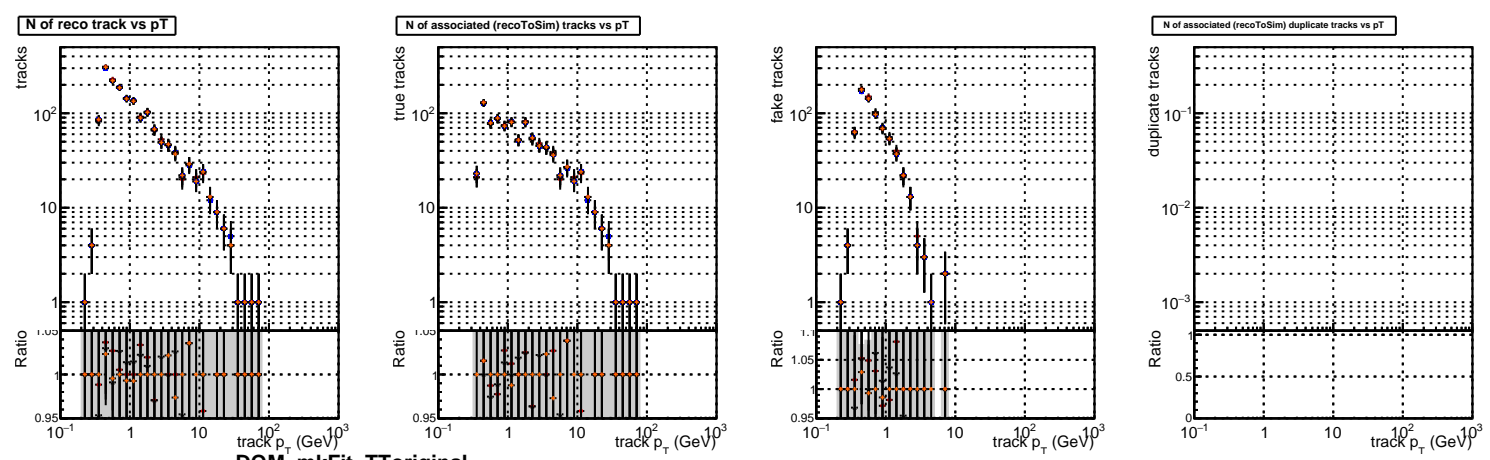 N of reco track vs pT
tracks
10²
10
1
1.05
Ratio
1
0.95
10⁻¹ 1 10 10² 10³
track p_T (GeV)
N of associated (recoToSim) tracks vs pT
true tracks
10²
10
1
1.05
Ratio
1
0.95
10⁻¹ 1 10 10² 10³
track p_T (GeV)
fake tracks
10²
10
1
1.1
Ratio
1.05
1
0.95
10⁻¹ 1 10 10² 10³
track p_T (GeV)
N of associated (recoToSim) duplicate tracks vs pT
duplicate tracks
10⁻¹
10⁻²
10⁻³
Ratio
1
0.5
0
10⁻¹ 1 10 10² 10³
track p_T (GeV)